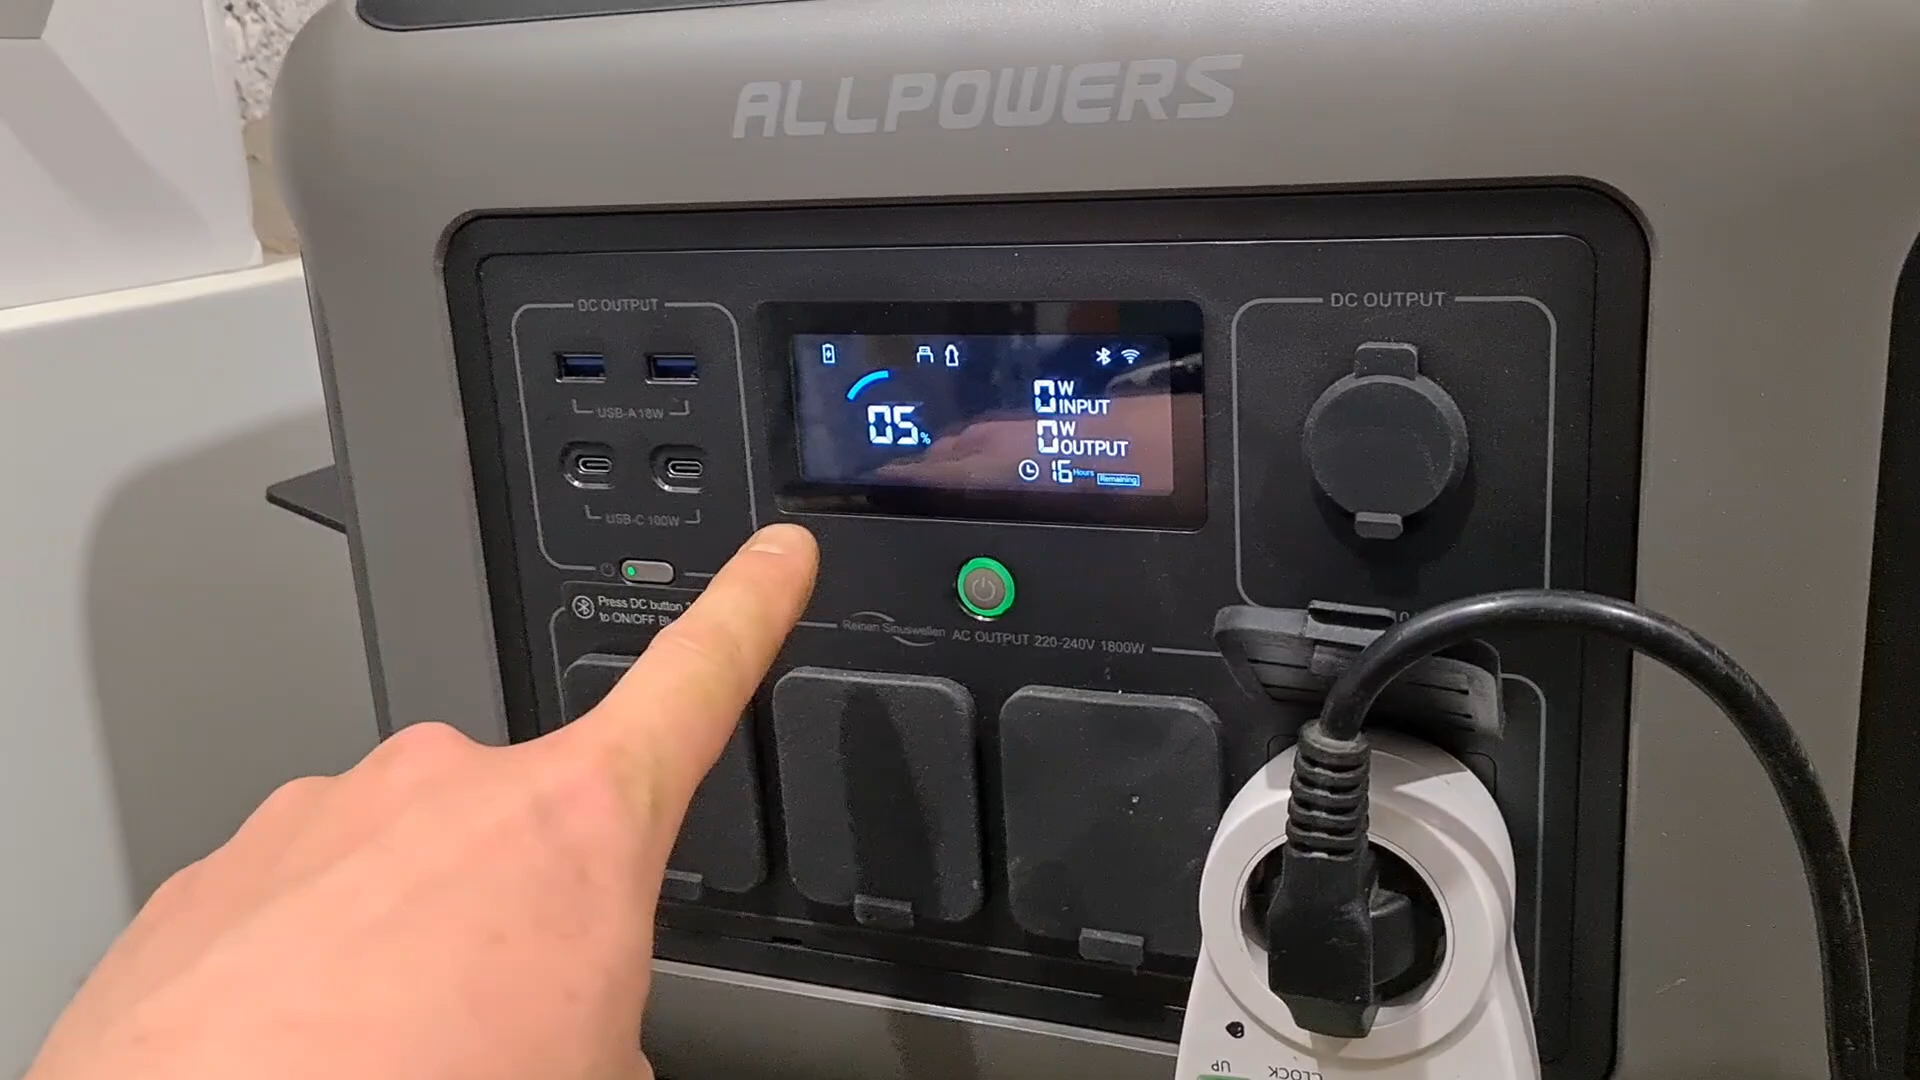 ALLPOWERS
DC OUTPUT
USB-A 18W
USB-C 100W
Press DC button
to ON/OFF
05%
0W
INPUT
0W
OUTPUT
16 Hours Remaining
DC OUTPUT
Reinen Sinuswellen AC OUTPUT 220-240V 1800W
UP
CLOCK